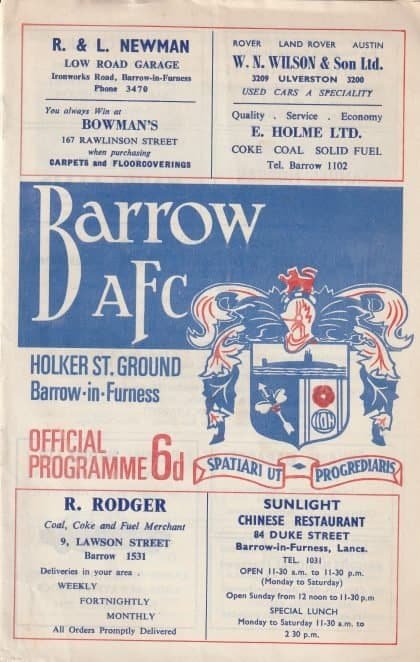 R. & L. NEWMAN
LOW ROAD GARAGE
Ironworks Road, Barrow-in-Furness
Phone 3470
You always Win at
BOWMAN'S
167 RAWLINSON STREET
when purchasing
CARPETS and FLOORCOVERINGS
ROVER LAND ROVER AUSTIN
W. N. WILSON & Son Ltd.
3209 ULVERSTON 3200
USED CARS A SPECIALITY
Quality . Service . Economy
E. HOLME LTD.
COKE COAL SOLID FUEL
Tel. Barrow 1102
Barrow
AFC
HOLKER ST. GROUND
Barrow-in-Furness
OFFICIAL
PROGRAMME 6d
SPATIARI UT PROGREDIARIS
R. RODGER
Coal, Coke and Fuel Merchant
9, LAWSON STREET
Barrow 1531
Deliveries in your area .
WEEKLY
FORTNIGHTLY
MONTHLY
All Orders Promptly Delivered
SUNLIGHT
CHINESE RESTAURANT
84 DUKE STREET
Barrow-in-Furness, Lancs.
TEL. 1031
OPEN 11-30 a.m. to 11-30 p.m.
(Monday to Saturday)
Open Sunday from 12 noon to 11-30 p.m
SPECIAL LUNCH
Monday to Saturday 11-30 a.m. to
2 30 p.m.